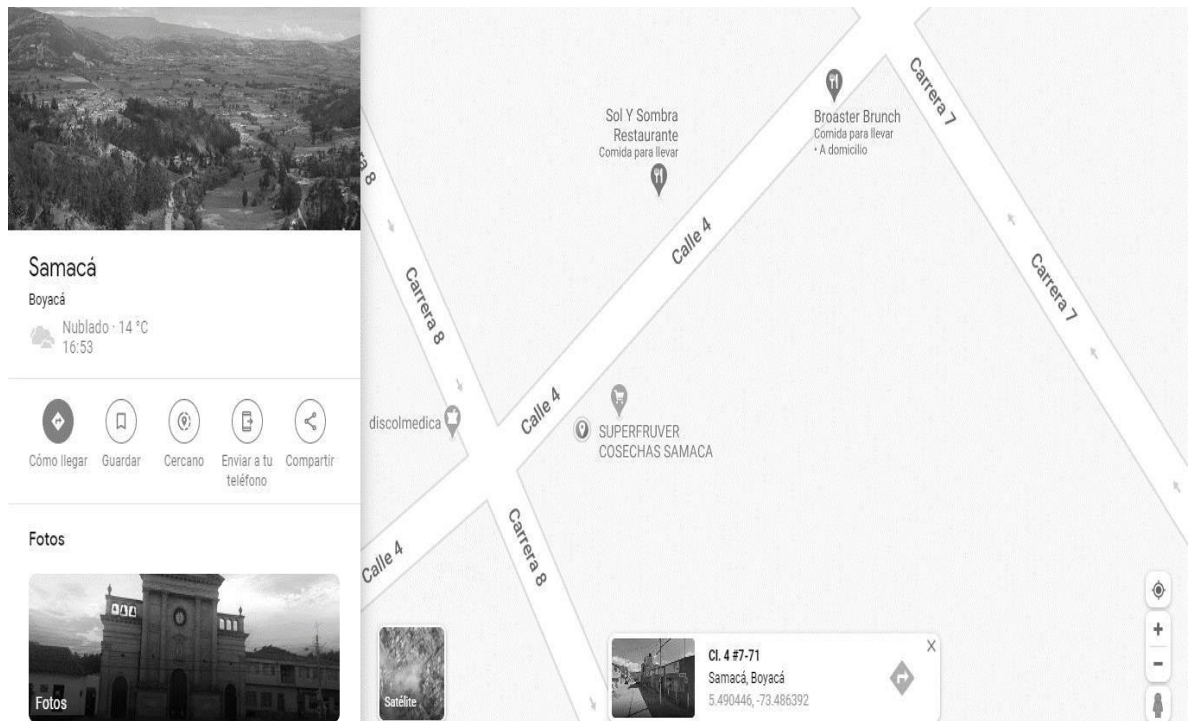 Samacá
Boyacá
Nublado · 14 °C
16:53
Cómo llegar
Guardar
Cercano
Enviar a tu
teléfono
Compartir
Fotos
Fotos
a 8
Carrera 8
discolmedica
Calle 4
Carrera 8
Calle 4
Sol Y Sombra
Restaurante
Comida para llevar
Calle 4
Broaster Brunch
Comida para llevar
· A domicilio
Carrera 7
Carrera 7
SUPERFRUVER
COSECHAS SAMACA
Satélite
Cl. 4 #7-71
Samacá, Boyacá
5.490446, -73.486392